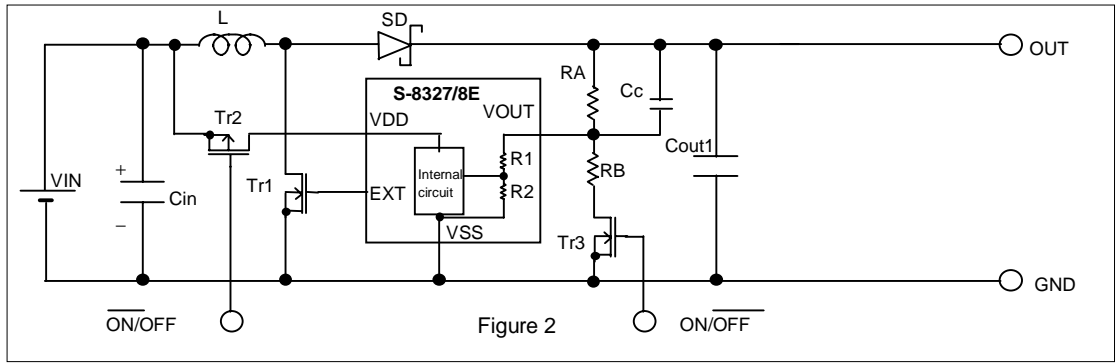 L
SD
OUT
RA
Cc
S-8327/8E
VOUT
Tr2
VDD
Cout1
R1
RB
VIN
+
Cin
−
Tr1
EXT
Internal
circuit
R2
VSS
Tr3
GND
ON/OFF
Figure 2
ON/OFF